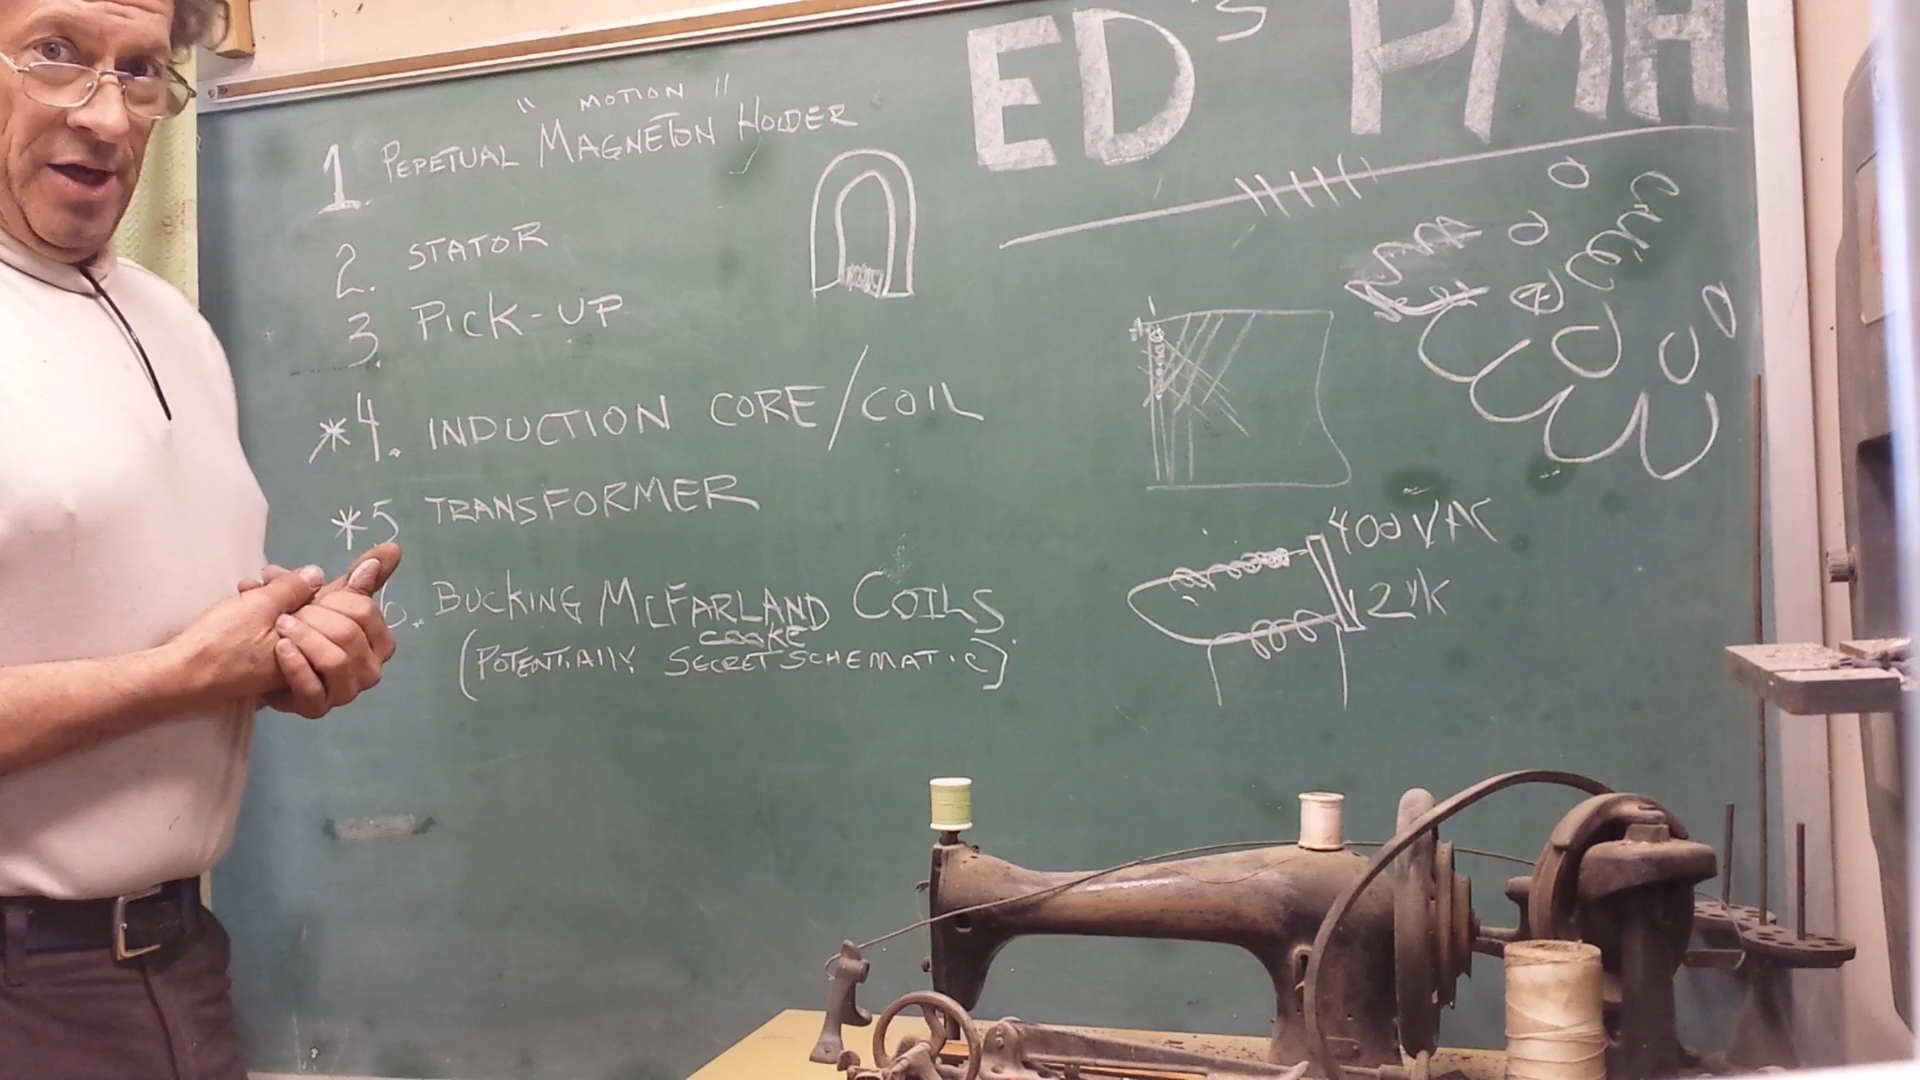 ED's PMH
" MOTION "
1. PEPETUAL MAGNETON HOLDER
2. STATOR
3. PICK-UP
*4. INDUCTION CORE/COIL
*5 TRANSFORMER
6. BUCKING MCFARLAND COILS
COOKE
(POTENTIALLY SECRET SCHEMATIC)
400 VAC